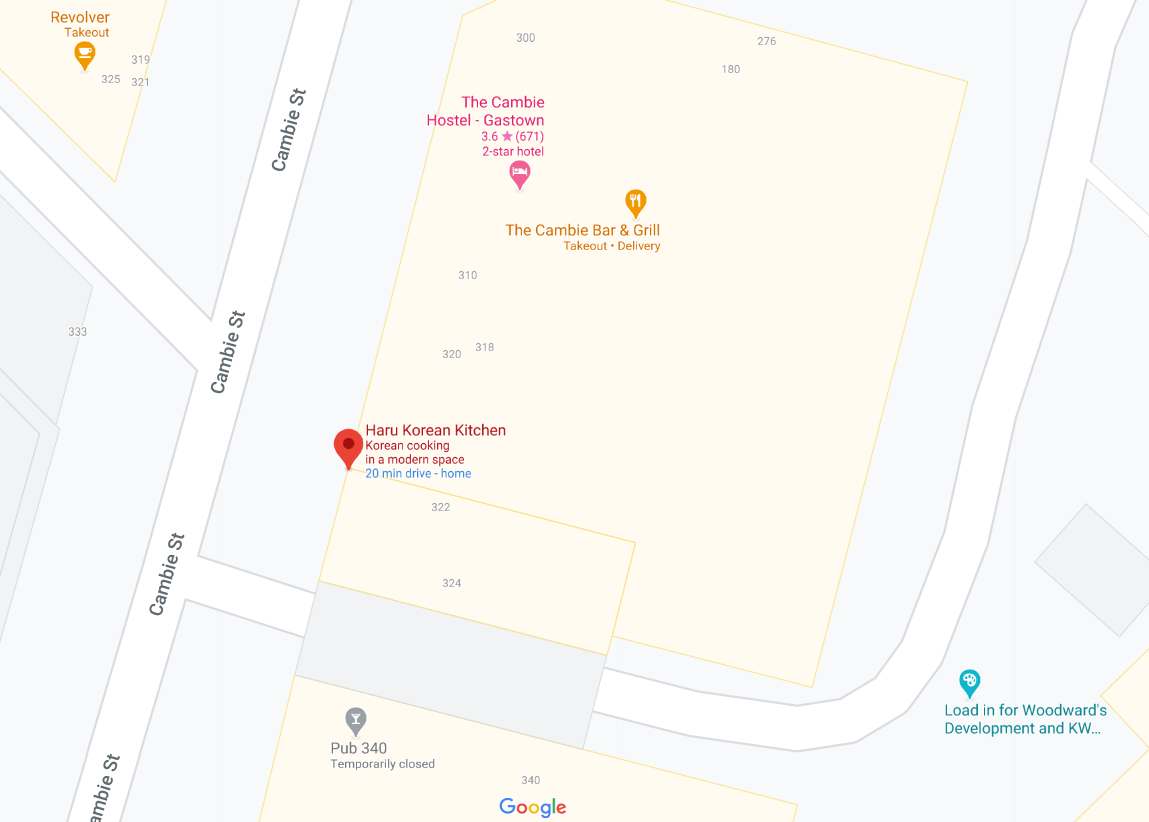 Revolver
Takeout
319
325
321
Cambie St
300
276
180
The Cambie
Hostel - Gastown
3.6 ★ (671)
2-star hotel
The Cambie Bar & Grill
Takeout • Delivery
310
333
318
320
Cambie St
Haru Korean Kitchen
Korean cooking
in a modern space
20 min drive - home
322
324
Cambie St
Load in for Woodward's
Development and KW...
Pub 340
Temporarily closed
340
ambie St
Google